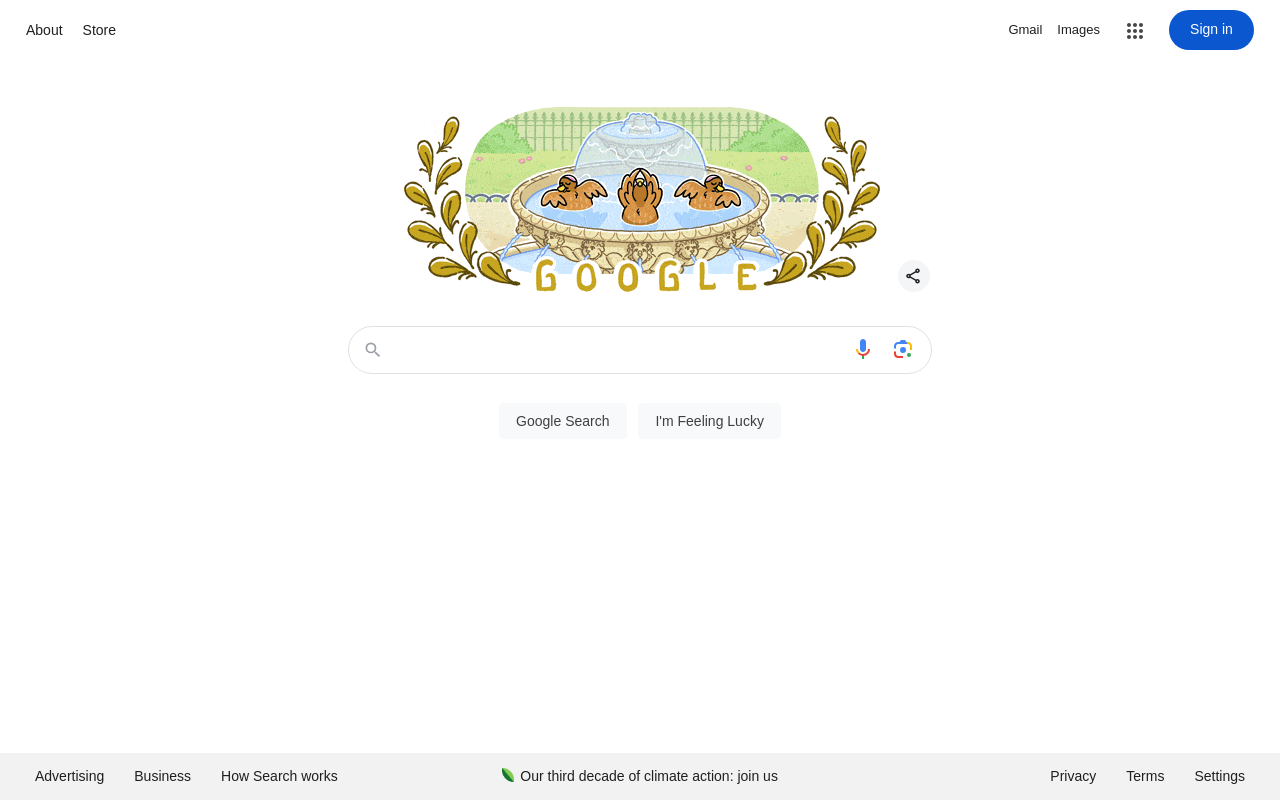 About Store
Gmail Images Sign in
GOOGLE
Google Search I'm Feeling Lucky
Advertising Business How Search works
Our third decade of climate action: join us
Privacy Terms Settings